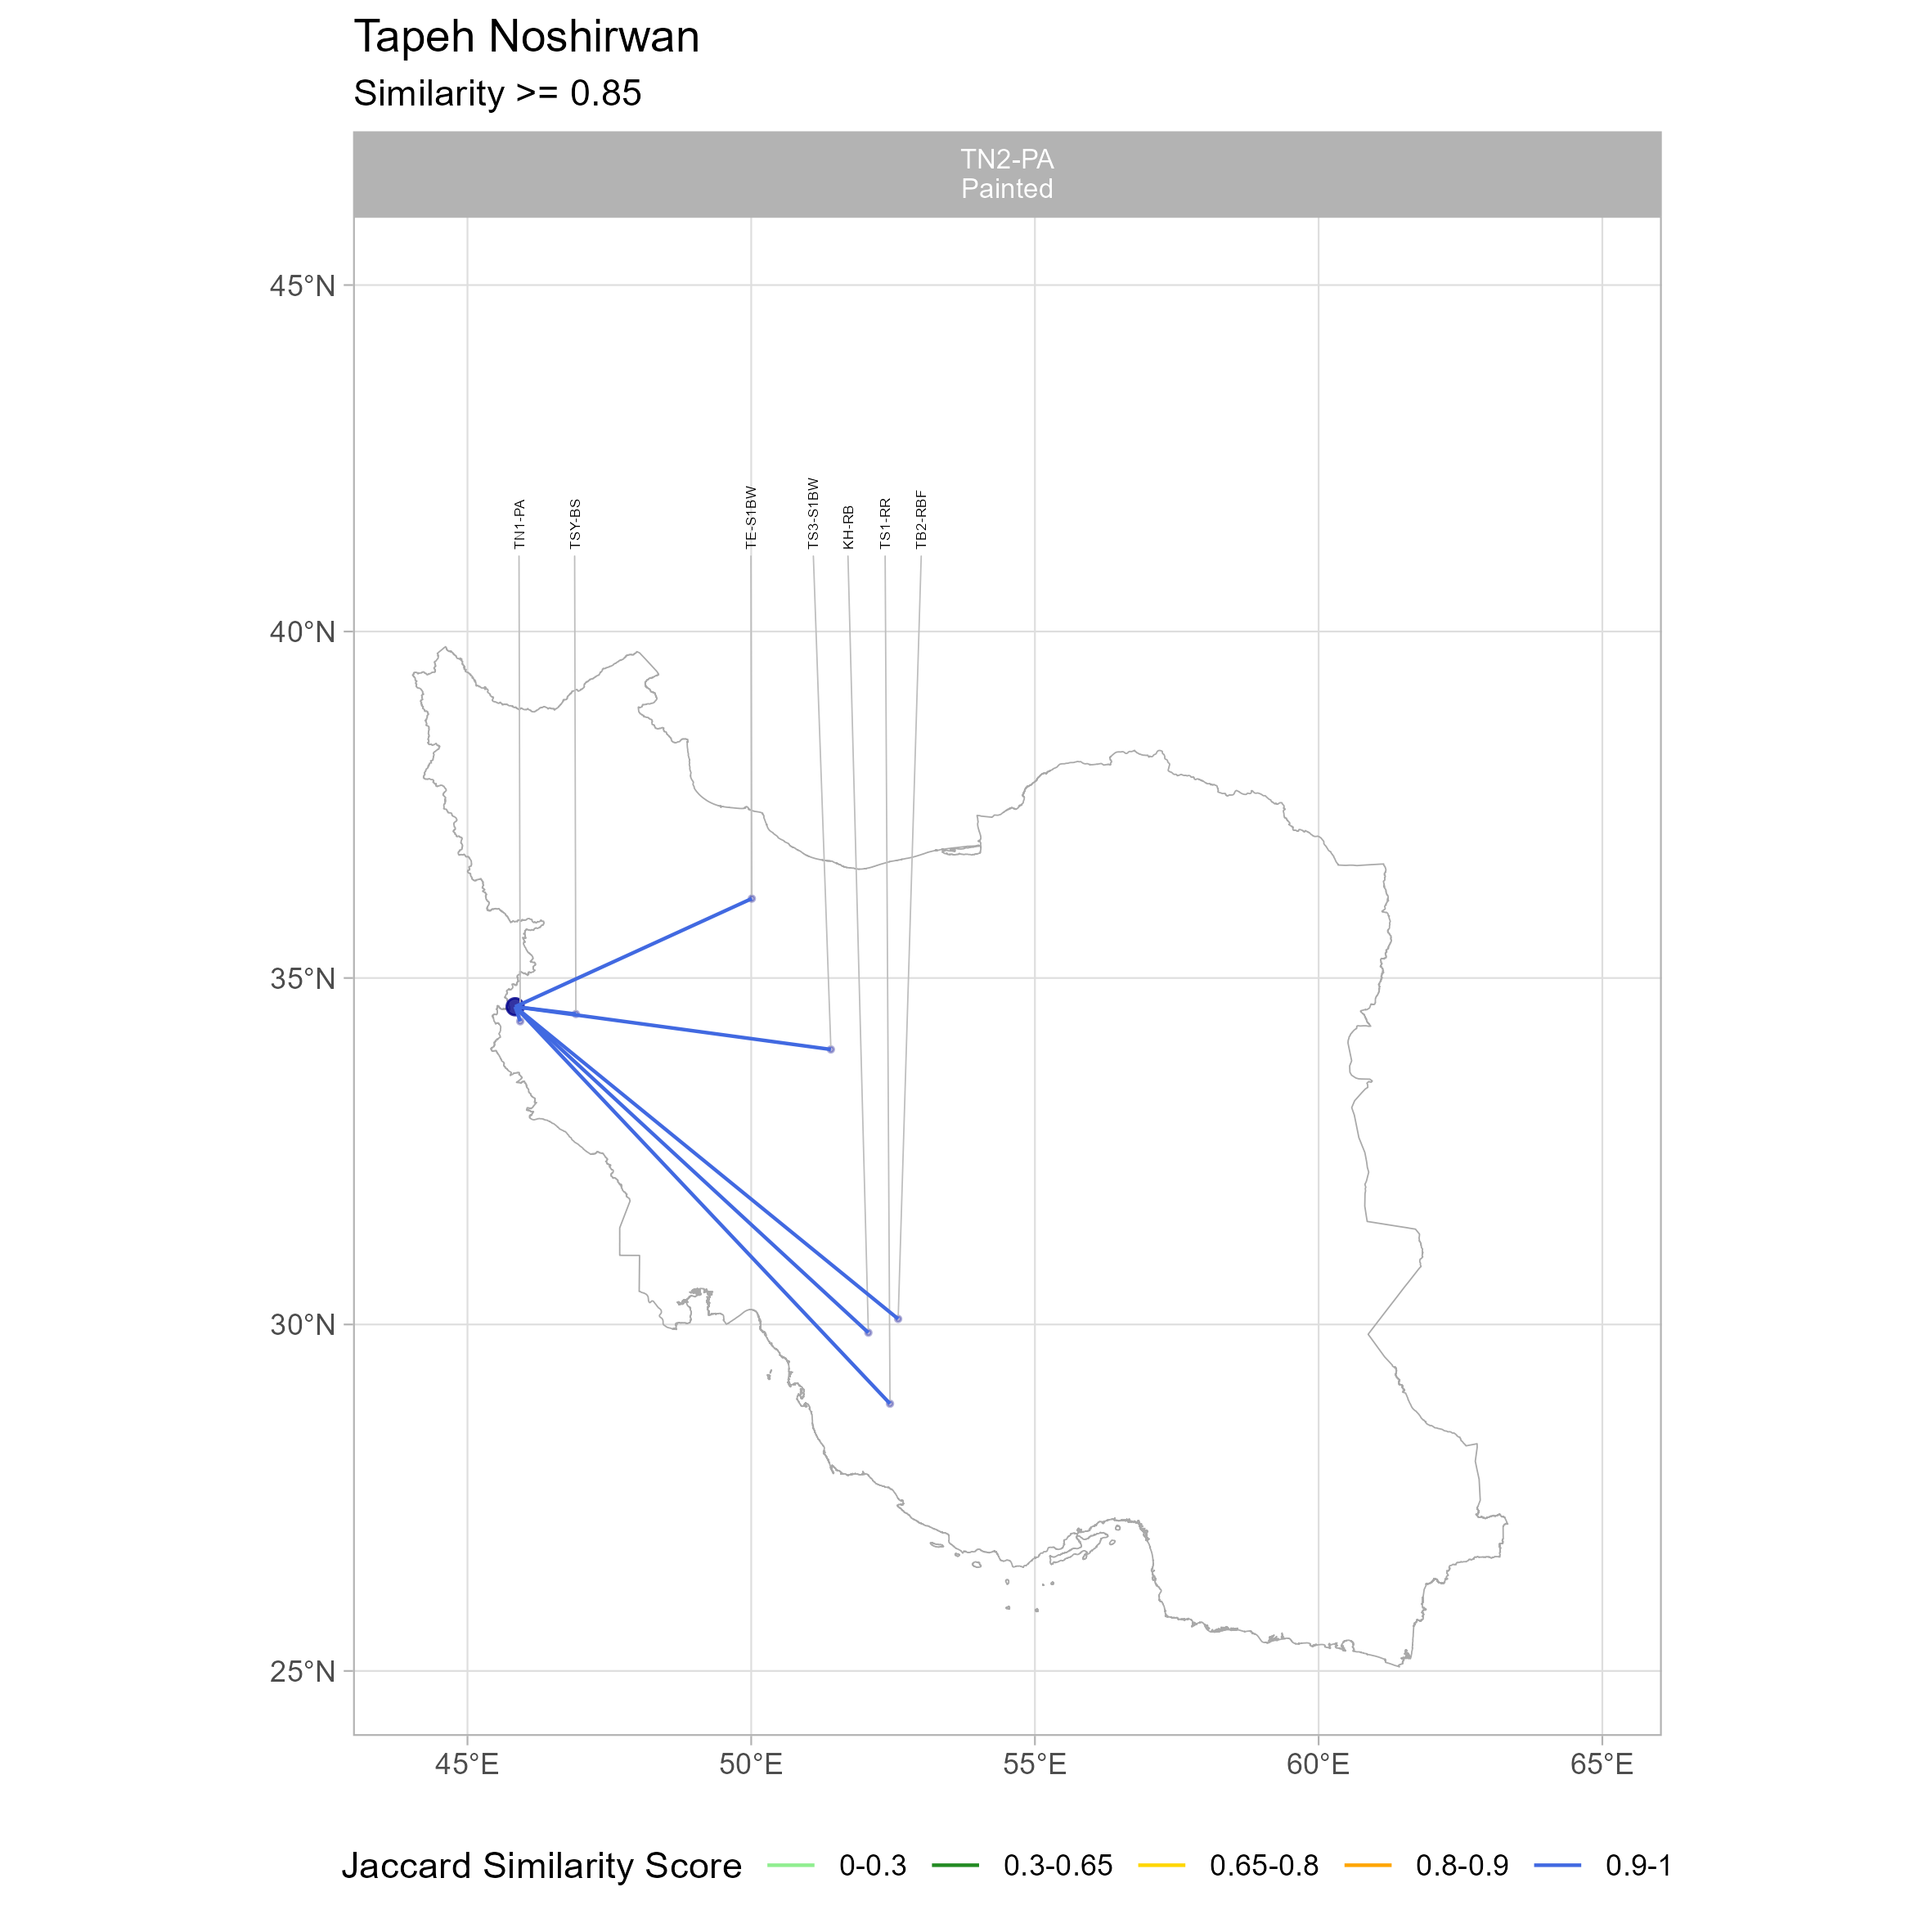 Tapeh Noshirwan
Similarity >= 0.85
TN2-PA
Painted
45°N
40°N
35°N
30°N
25°N
TN1-PA
TSY-BS
TE-S1BW
TS3-S1BW
KH-RB
TS1-RR
TB2-RBF
45°E
50°E
55°E
60°E
65°E
Jaccard Similarity Score 0-0.3 0.3-0.65 0.65-0.8 0.8-0.9 0.9-1